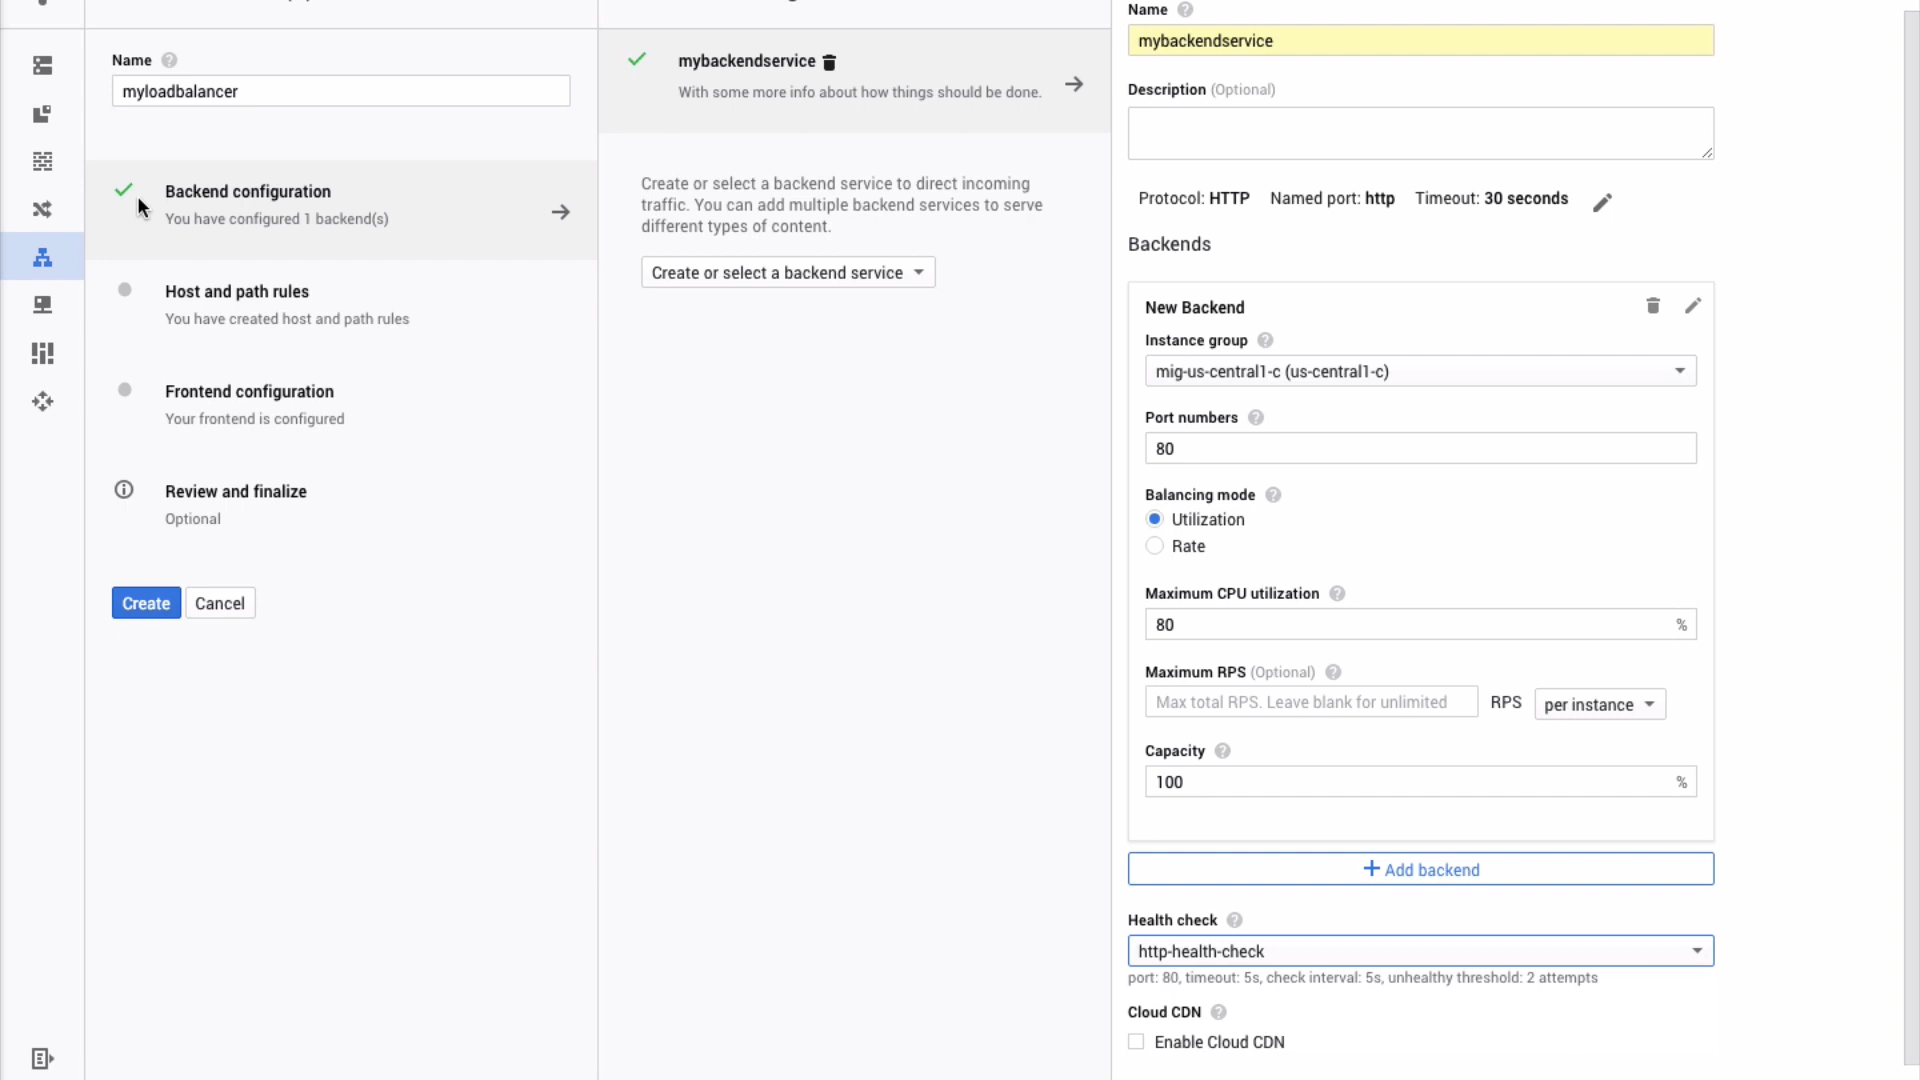 Name
myloadbalancer
Backend configuration
You have configured 1 backend(s)
Host and path rules
You have created host and path rules
Frontend configuration
Your frontend is configured
Review and finalize
Optional
Create
Cancel
mybackendservice
With some more info about how things should be done.
Create or select a backend service to direct incoming
traffic. You can add multiple backend services to serve
different types of content.
Create or select a backend service
Name
mybackendservice
Description (Optional)
Protocol: HTTP Named port: http Timeout: 30 seconds
Backends
New Backend
Instance group
mig-us-central1-c (us-central1-c)
Port numbers
80
Balancing mode
Utilization
Rate
Maximum CPU utilization
80 %
Maximum RPS (Optional)
Max total RPS. Leave blank for unlimited RPS per instance
Capacity
100 %
+ Add backend
Health check
http-health-check
port: 80, timeout: 5s, check interval: 5s, unhealthy threshold: 2 attempts
Cloud CDN
Enable Cloud CDN